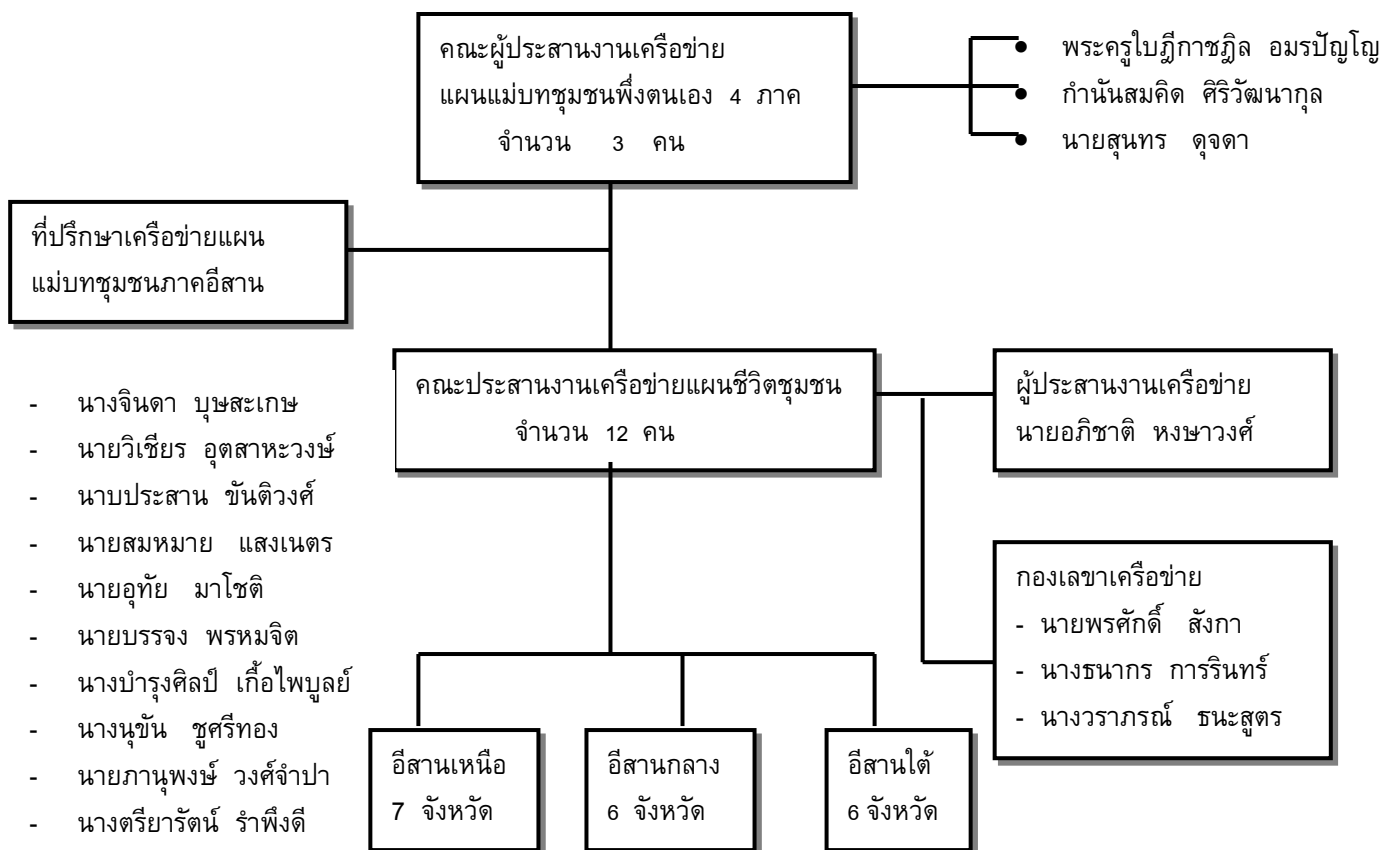 คณะผู้ประสานงานเครือข่าย
แผนแม่บทชุมชนพึ่งตนเอง 4 ภาค
จำนวน 3 คน
• พระครูใบฎีกาชฎิล อมรปัญโญ
• กำนันสมคิด ศิริวัฒนากุล
• นายสุนทร ดุจดา
ที่ปรึกษาเครือข่ายแผน
แม่บทชุมชนภาคอีสาน
คณะประสานงานเครือข่ายแผนชีวิตชุมชน
จำนวน 12 คน
ผู้ประสานงานเครือข่าย
นายอภิชาติ หงษาวงศ์
- นางจินดา บุษสะเกษ
- นายวิเชียร อุตสาหะวงษ์
- นาบประสาน ขันติวงศ์
- นายสมหมาย แสงเนตร
- นายอุทัย มาโชติ
- นายบรรจง พรหมจิต
- นางบำรุงศิลป์ เกื้อไพบูลย์
- นางนุขัน ชูศรีทอง
- นายภานุพงษ์ วงศ์จำปา
- นางตรียารัตน์ รำพึงดี
กองเลขาเครือข่าย
- นายพรศักดิ์ สังกา
- นางธนากร การรินทร์
- นางวราภรณ์ ธนะสูตร
อีสานเหนือ
7 จังหวัด
อีสานกลาง
6 จังหวัด
อีสานใต้
6 จังหวัด